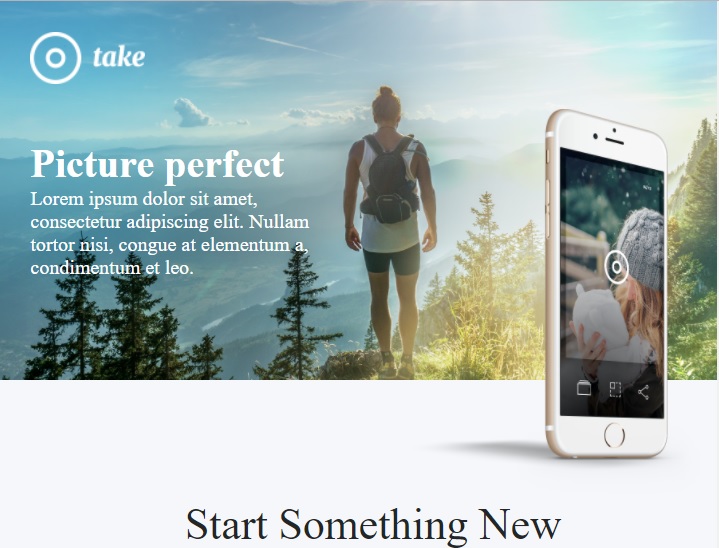 take
Picture perfect
Lorem ipsum dolor sit amet,
consectetur adipiscing elit. Nullam
tortor nisi, congue at elementum a,
condimentum et leo.
Start Something New